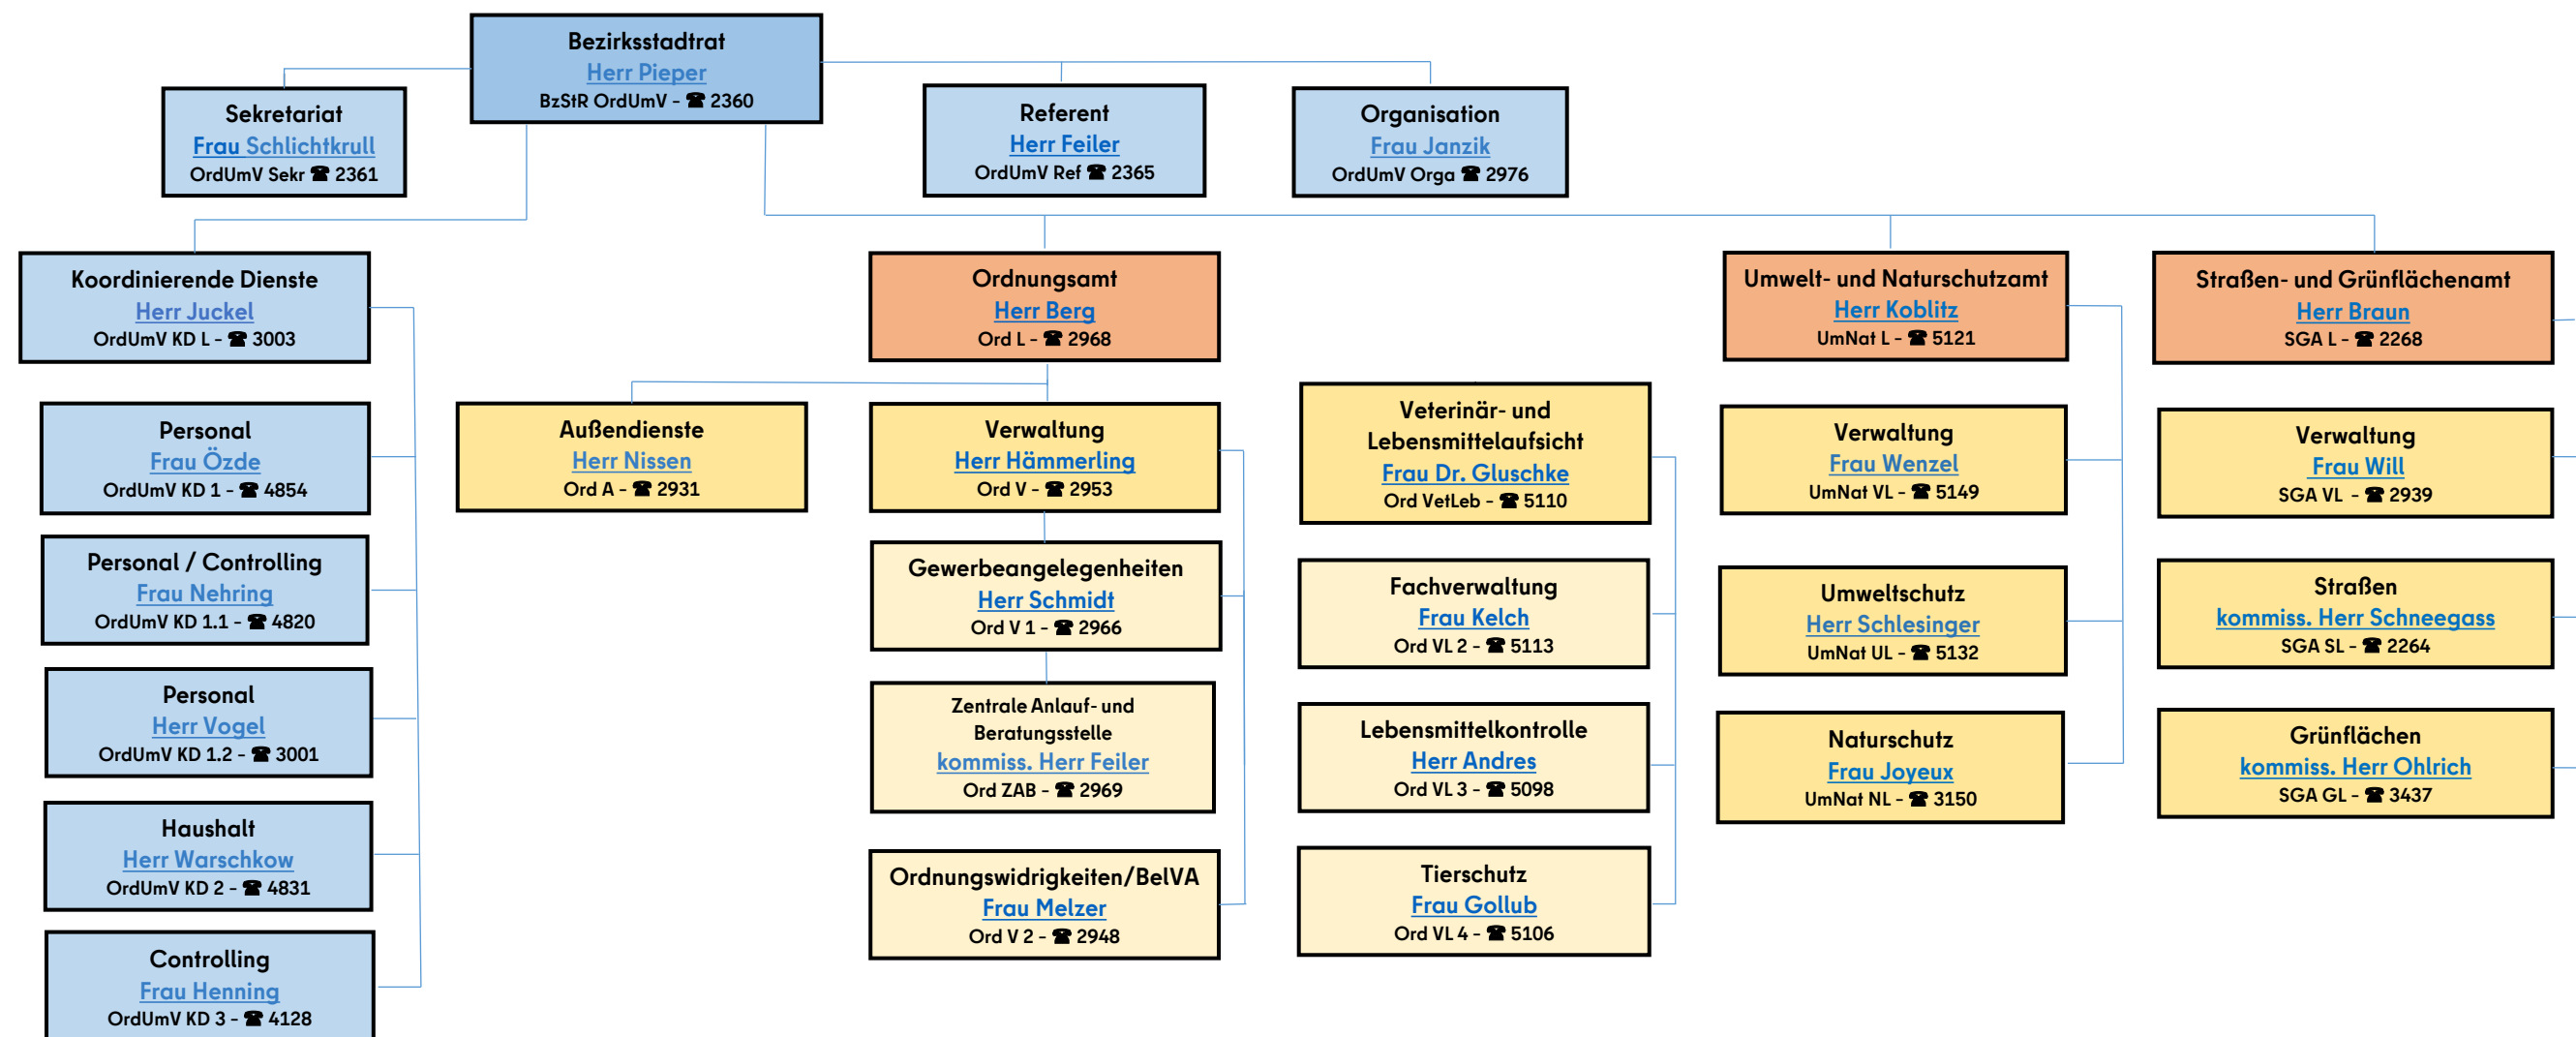 Bezirksstadtrat
Herr Pieper
BzStR OrdUmV - ☎ 2360
Sekretariat
Frau Schlichtkrull
OrdUmV Sekr ☎ 2361
Referent
Herr Feiler
OrdUmV Ref ☎ 2365
Organisation
Frau Janzik
OrdUmV Orga ☎ 2976
Koordinierende Dienste
Herr Juckel
OrdUmV KD L - ☎ 3003
Personal
Frau Özde
OrdUmV KD 1 - ☎ 4854
Personal / Controlling
Frau Nehring
OrdUmV KD 1.1 - ☎ 4820
Personal
Herr Vogel
OrdUmV KD 1.2 - ☎ 3001
Haushalt
Herr Warschkow
OrdUmV KD 2 - ☎ 4831
Controlling
Frau Henning
OrdUmV KD 3 - ☎ 4128
Ordnungsamt
Herr Berg
Ord L - ☎ 2968
Außendienste
Herr Nissen
Ord A - ☎ 2931
Verwaltung
Herr Hämmerling
Ord V - ☎ 2953
Gewerbeangelegenheiten
Herr Schmidt
Ord V 1 - ☎ 2966
Zentrale Anlauf- und
Beratungsstelle
kommiss. Herr Feiler
Ord ZAB - ☎ 2969
Ordnungswidrigkeiten/BelVA
Frau Melzer
Ord V 2 - ☎ 2948
Veterinär- und
Lebensmittelaufsicht
Frau Dr. Gluschke
Ord VetLeb - ☎ 5110
Fachverwaltung
Frau Kelch
Ord VL 2 - ☎ 5113
Lebensmittelkontrolle
Herr Andres
Ord VL 3 - ☎ 5098
Tierschutz
Frau Gollub
Ord VL 4 - ☎ 5106
Umwelt- und Naturschutzamt
Herr Koblitz
UmNat L - ☎ 5121
Verwaltung
Frau Wenzel
UmNat VL - ☎ 5149
Umweltschutz
Herr Schlesinger
UmNat UL - ☎ 5132
Naturschutz
Frau Joyeux
UmNat NL - ☎ 3150
Straßen- und Grünflächenamt
Herr Braun
SGA L - ☎ 2268
Verwaltung
Frau Will
SGA VL - ☎ 2939
Straßen
kommiss. Herr Schneegass
SGA SL - ☎ 2264
Grünflächen
kommiss. Herr Ohlrich
SGA GL - ☎ 3437